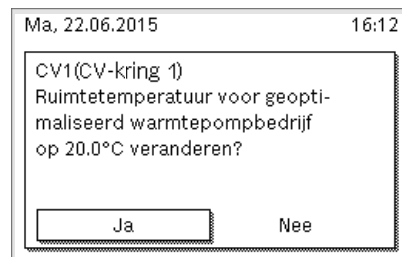 Ma, 22.06.2015 16:12
CV1(CV-kring 1)
Ruimtetemperatuur voor geopti-
maliseerd warmtepompbedrijf
op 20.0°C veranderen?
Ja Nee